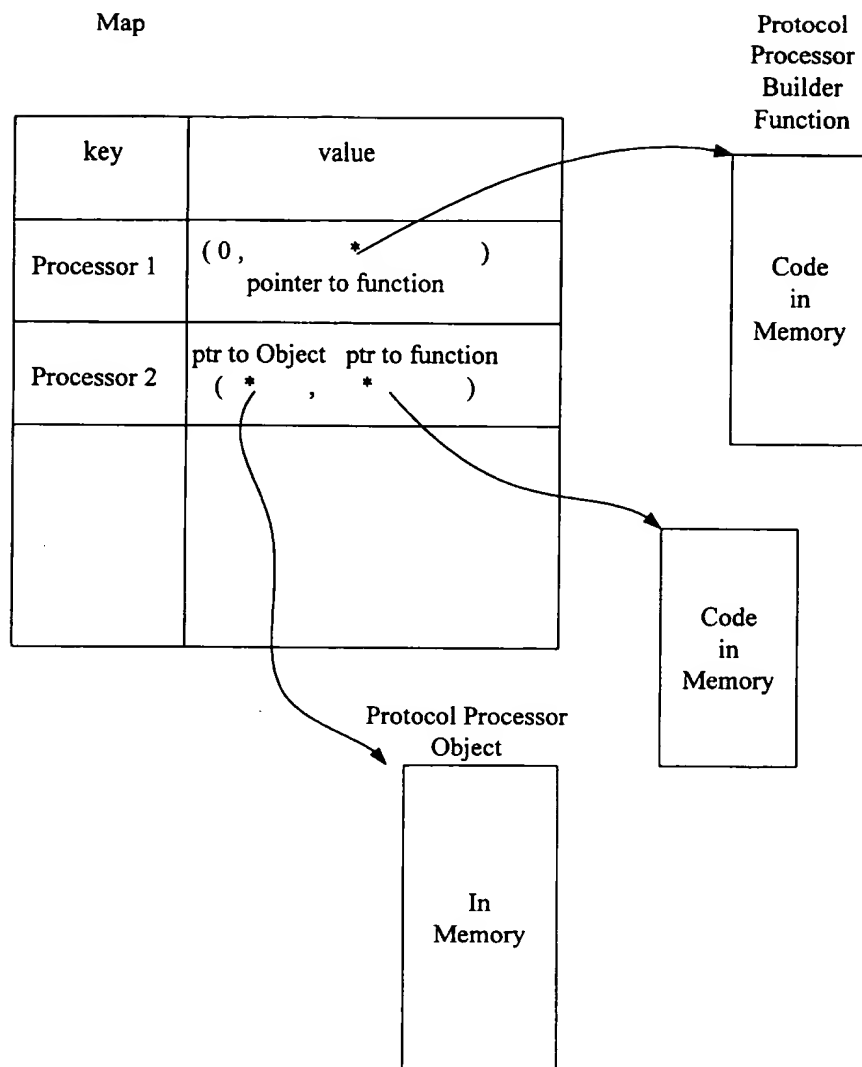 Map
Protocol
Processor
Builder
Function
key
value
Processor 1
( 0 , * )
pointer to function
Code
in
Memory
Processor 2
ptr to Object ptr to function
( * , * )
Code
in
Memory
Protocol Processor
Object
In
Memory